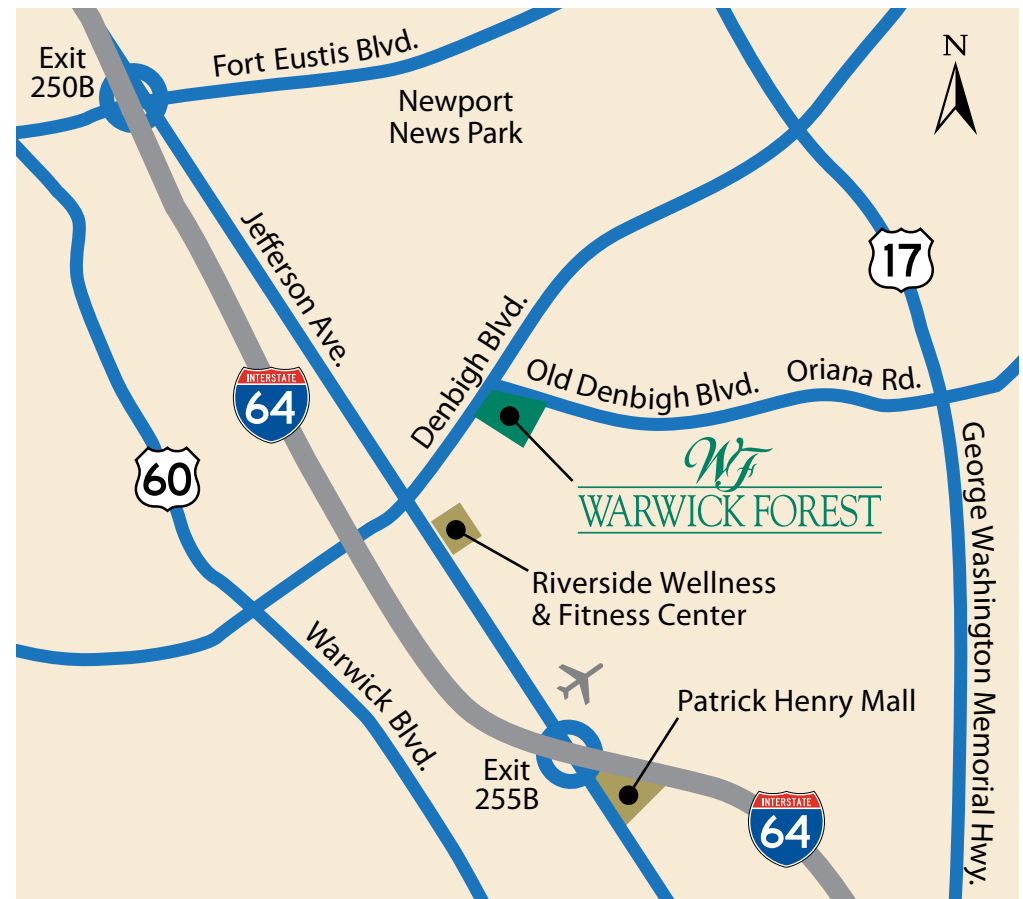 Exit
250B
Fort Eustis Blvd.
Newport
News Park
N
Jefferson Ave.
17
Denbigh Blvd.
Old Denbigh Blvd.
Oriana Rd.
INTERSTATE
64
60
WF
WARWICK FOREST
George Washington Memorial Hwy.
Riverside Wellness
& Fitness Center
Warwick Blvd.
Patrick Henry Mall
Exit
255B
INTERSTATE
64